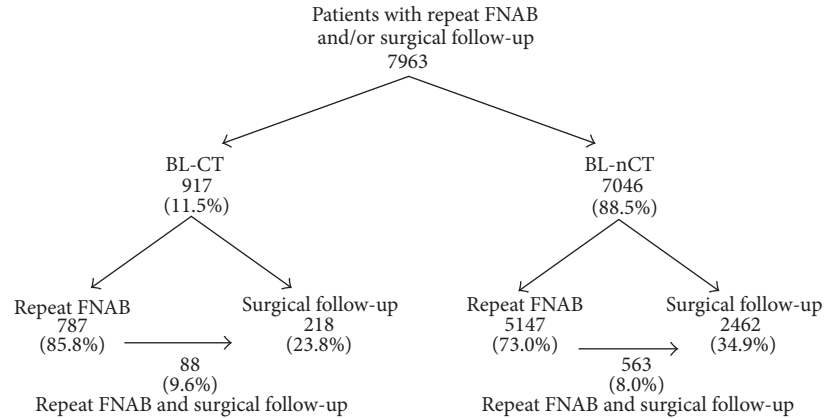 Patients with repeat FNAB
and/or surgical follow-up
7963
BL-CT
917
(11.5%)
BL-nCT
7046
(88.5%)
Repeat FNAB
787
(85.8%)
Surgical follow-up
218
(23.8%)
88
(9.6%)
Repeat FNAB and surgical follow-up
Repeat FNAB
5147
(73.0%)
Surgical follow-up
2462
(34.9%)
563
(8.0%)
Repeat FNAB and surgical follow-up